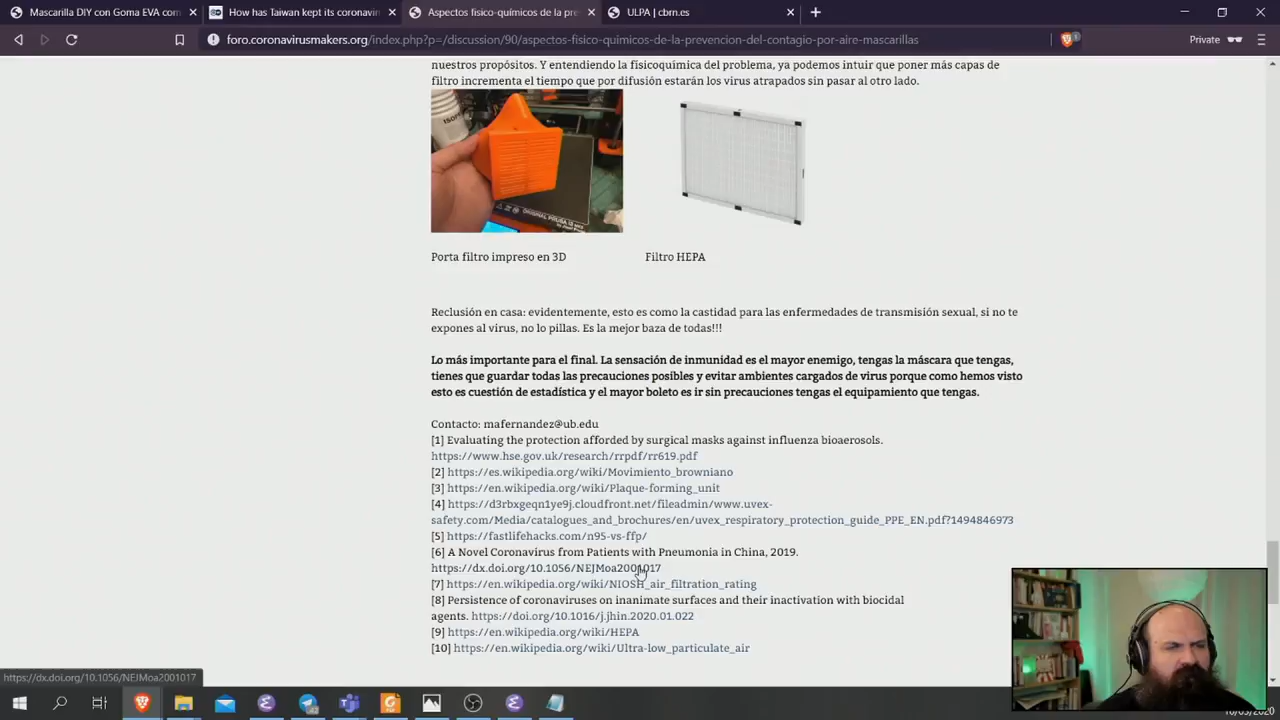 Mascarilla DIY con Goma EVA com
How has Taiwan kept its coronavi
Aspectos físico-químicos de la pre
ULPA | cbrn.es
foro.coronavirusmakers.org/index.php?p=/discussion/90/aspectos-fisico-quimicos-de-la-prevencion-del-contagio-por-aire-mascarillas
Private
nuestros propósitos. Y entendiendo la físicoquímica del problema, ya podemos intuir que poner más capas de
filtro incrementa el tiempo que por difusión estarán los virus atrapados sin pasar al otro lado.
ORIGINAL PRUSA
Porta filtro impreso en 3D
Filtro HEPA
Reclusión en casa: evidentemente, esto es como la castidad para las enfermedades de transmisión sexual, si no te
expones al virus, no lo pillas. Es la mejor baza de todas!!!
Lo más importante para el final. La sensación de inmunidad es el mayor enemigo, tengas la máscara que tengas,
tienes que guardar todas las precauciones posibles y evitar ambientes cargados de virus porque como hemos visto
esto es cuestión de estadística y el mayor boleto es ir sin precauciones tengas el equipamiento que tengas.
Contacto: mafernandez@ub.edu
[1] Evaluating the protection afforded by surgical masks against influenza bioaerosols.
https://www.hse.gov.uk/research/rrpdf/rr619.pdf
[2] https://es.wikipedia.org/wiki/Movimiento_browniano
[3] https://en.wikipedia.org/wiki/Plaque-forming_unit
[4] https://d3rbxgeqn1ye9j.cloudfront.net/fileadmin/www.uvex-
safety.com/Media/catalogues_and_brochures/en/uvex_respiratory_protection_guide_PPE_EN.pdf?1494846973
[5] https://fastlifehacks.com/n95-vs-ffp/
[6] A Novel Coronavirus from Patients with Pneumonia in China, 2019.
https://dx.doi.org/10.1056/NEJMoa2001017
[7] https://en.wikipedia.org/wiki/NIOSH_air_filtration_rating
[8] Persistence of coronaviruses on inanimate surfaces and their inactivation with biocidal
agents. https://doi.org/10.1016/j.jhin.2020.01.022
[9] https://en.wikipedia.org/wiki/HEPA
[10] https://en.wikipedia.org/wiki/Ultra-low_particulate_air
https://dx.doi.org/10.1056/NEJMoa2001017